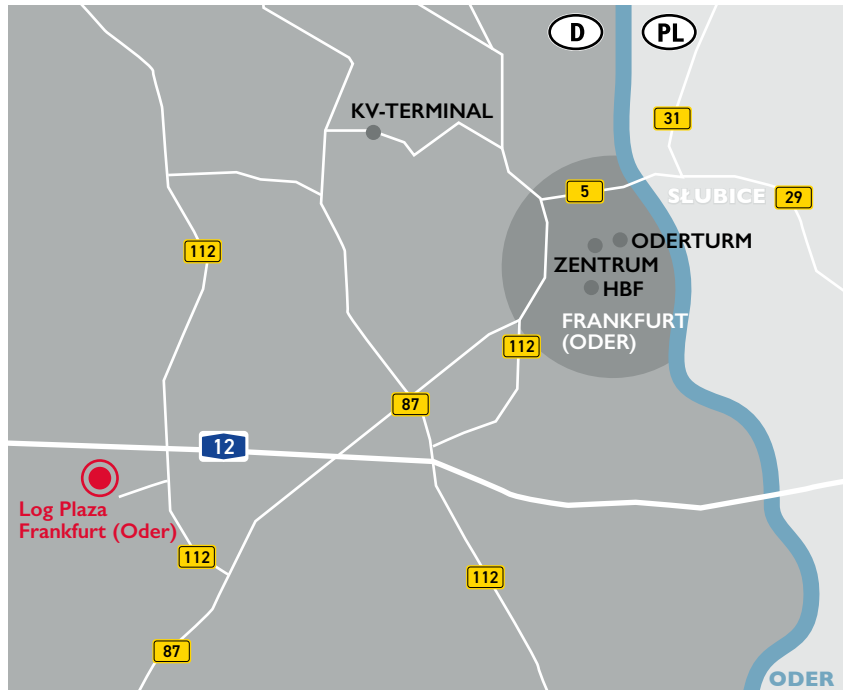 D
PL
KV-TERMINAL
31
5
SŁUBICE
29
ODERTURM
112
ZENTRUM
HBF
FRANKFURT
(ODER)
112
87
12
Log Plaza
Frankfurt (Oder)
112
112
87
ODER